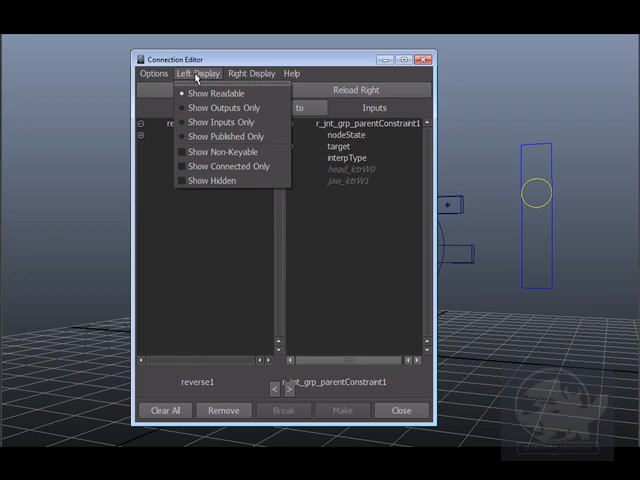 Connection Editor
Options Left Display Right Display Help
Reload Right
Show Readable
Show Outputs Only
Show Inputs Only
Show Published Only
Show Non-Keyable
Show Connected Only
Show Hidden
to Inputs
r_jnt_grp_parentConstraint1
nodeState
target
interpType
head_lctrW0
jaw_lctrW1
reverse1
< >
Clear All Remove Break Make Close